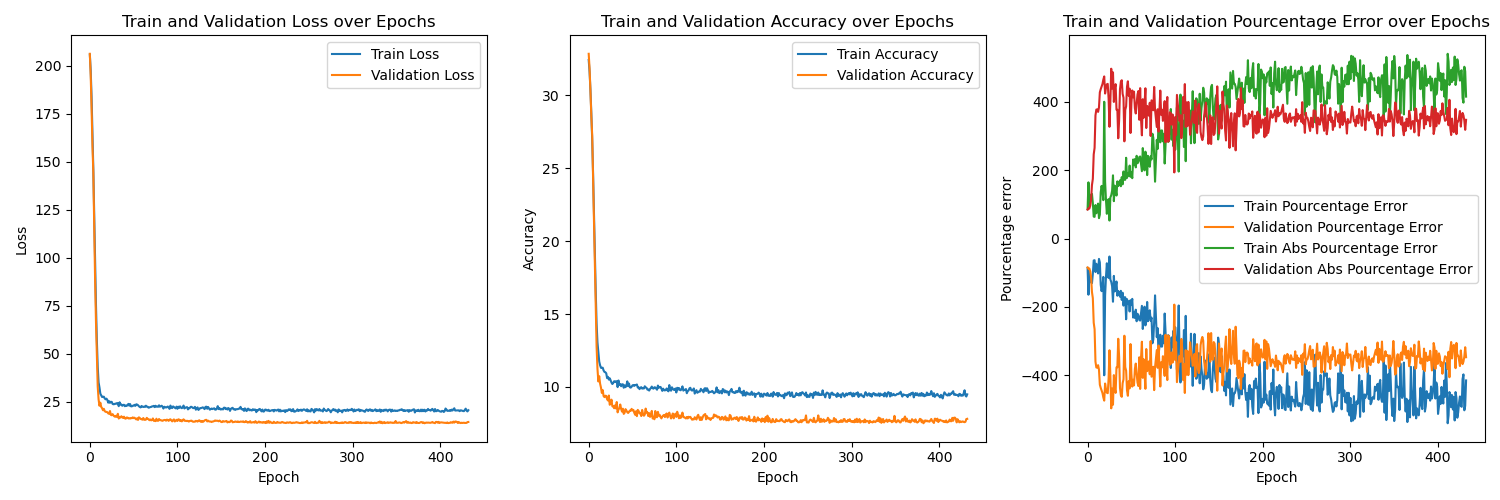 Train and Validation Loss over Epochs
Train Loss
Validation Loss
200
175
150
125
100
75
50
25
Loss
0
100
200
300
400
Epoch
Train and Validation Accuracy over Epochs
Train Accuracy
Validation Accuracy
30
25
20
15
10
Accuracy
0
100
200
300
400
Epoch
Train and Validation Pourcentage Error over Epochs
400
200
0
−200
−400
Pourcentage error
Train Pourcentage Error
Validation Pourcentage Error
Train Abs Pourcentage Error
Validation Abs Pourcentage Error
0
100
200
300
400
Epoch